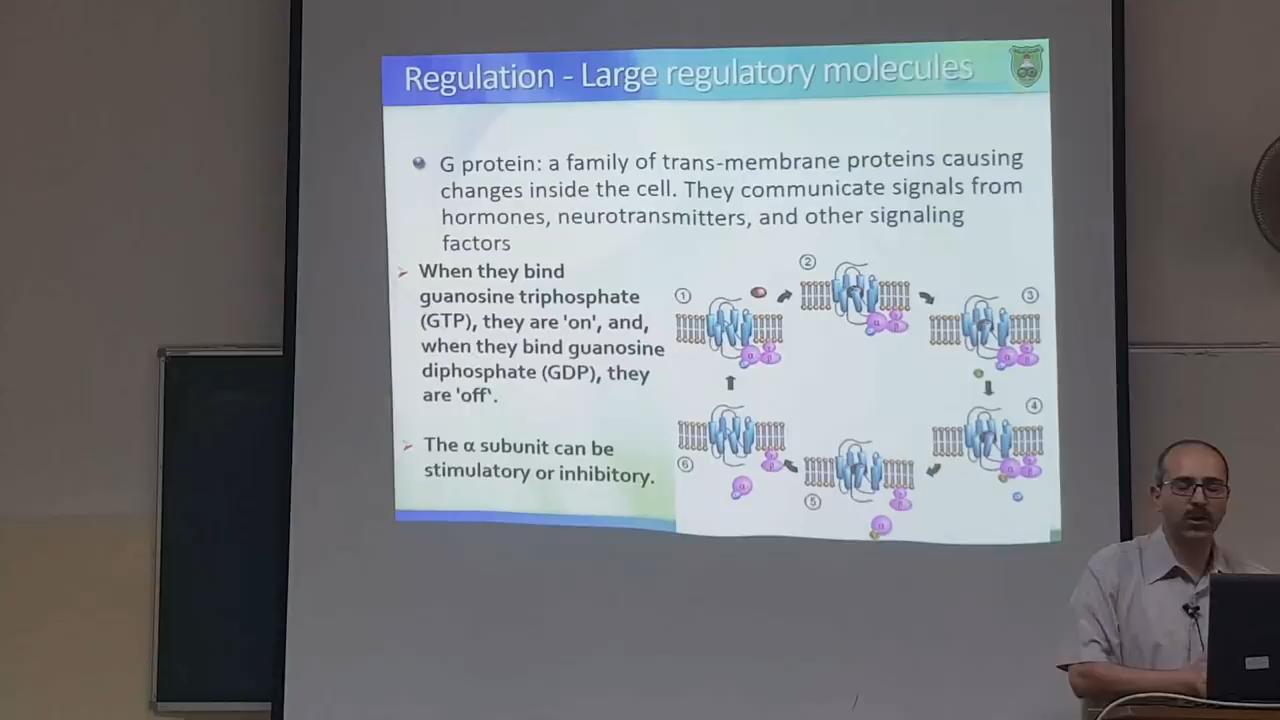 Regulation - Large regulatory molecules
G protein: a family of trans-membrane proteins causing
changes inside the cell. They communicate signals from
hormones, neurotransmitters, and other signaling
factors
When they bind
guanosine triphosphate
(GTP), they are 'on', and,
when they bind guanosine
diphosphate (GDP), they
are 'off'.
The α subunit can be
stimulatory or inhibitory.
1
2
3
4
5
6
α
α
α
α
α
α